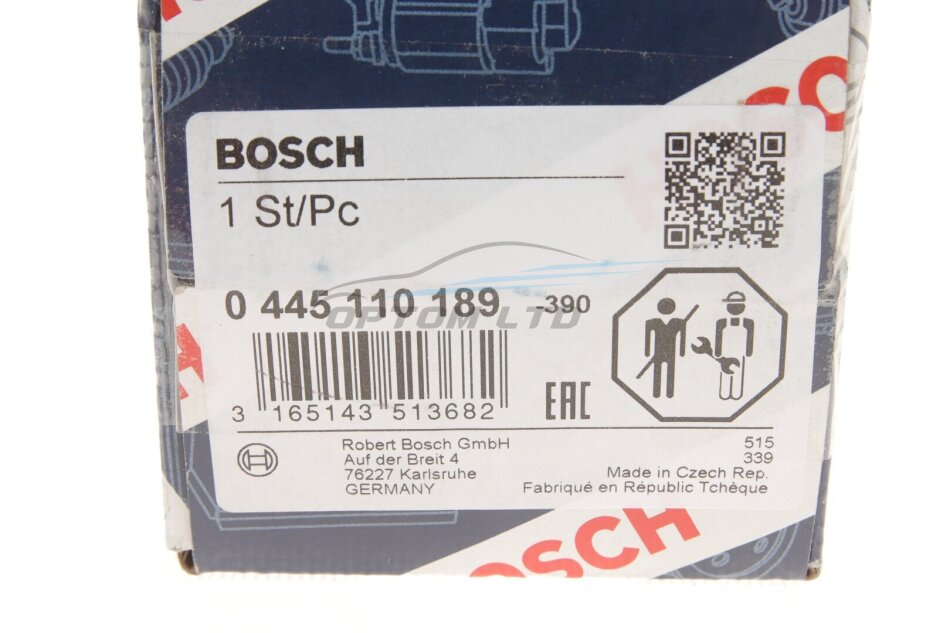 BOSCH
1 St/Pc
0 445 110 189 -390
OPTOM LTD
3 165143 513682
EAC
Robert Bosch GmbH
Auf der Breit 4
76227 Karlsruhe
GERMANY
515
339
Made in Czech Rep.
Fabriqué en Républic Tchèque
BOSCH